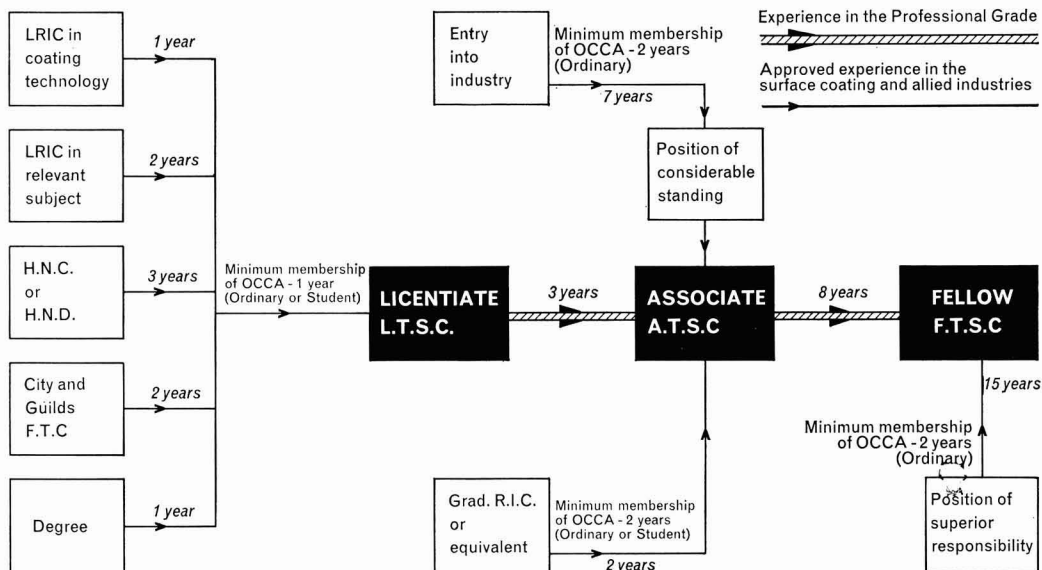 LRIC in
coating
technology
1 year
LRIC in
relevant
subject
2 years
H.N.C.
or
H.N.D.
3 years
City and
Guilds
F.T.C
2 years
Degree
1 year
Minimum membership
of OCCA - 1 year
(Ordinary or Student)
LICENTIATE
L.T.S.C.
3 years
Entry
into
industry
Minimum membership
of OCCA - 2 years
(Ordinary)
7 years
Position of
considerable
standing
ASSOCIATE
A.T.S.C
Grad. R.I.C.
or
equivalent
Minimum membership
of OCCA - 2 years
(Ordinary or Student)
2 years
8 years
FELLOW
F.T.S.C
15 years
Minimum membership
of OCCA - 2 years
(Ordinary)
Position of
superior
responsibility
Experience in the Professional Grade
Approved experience in the
surface coating and allied industries